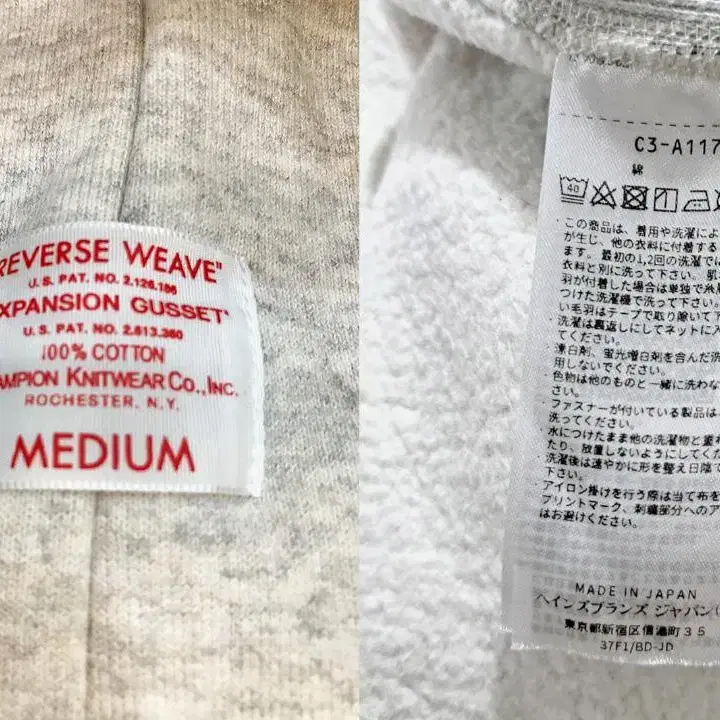 REVERSE WEAVE"
U.S. PAT. NO. 2.126.186
EXPANSION GUSSET"
U.S. PAT. NO. 2.613.360
100% COTTON
CHAMPION KNITWEAR CO., INC.
ROCHESTER, N.Y.
MEDIUM
C3-A117
綿
40
・この商品は、着用や洗濯によ
が生じ、他の衣料に付着する
ます。最初の1,2回の洗濯では
衣料と別に洗って下さい。肌
羽が付着した場合は単独で糸
つけた洗濯機で洗って下さい
い毛羽はテープで取り除いて下
・洗濯は裏返しにしてネットに入
てください。
・漂白剤、蛍光増白剤を含んだ洗
用しないでください。
・色物は他のものと一緒に洗わな
さい。
・ファスナーが付いている製品は
洗ってください。
・水につけたまま他の洗濯物と重
たり、放置しないようにしてくだ
・洗濯後は速やかに形を整え日陰で
下さい。
・アイロン掛けを行う際は当て布を
プリントマーク、刺繍部分へのア
はお避けください。
MADE IN JAPAN
ヘインズブランズ ジャパン(
東京都新宿区信濃町35
37F1/BD-JD